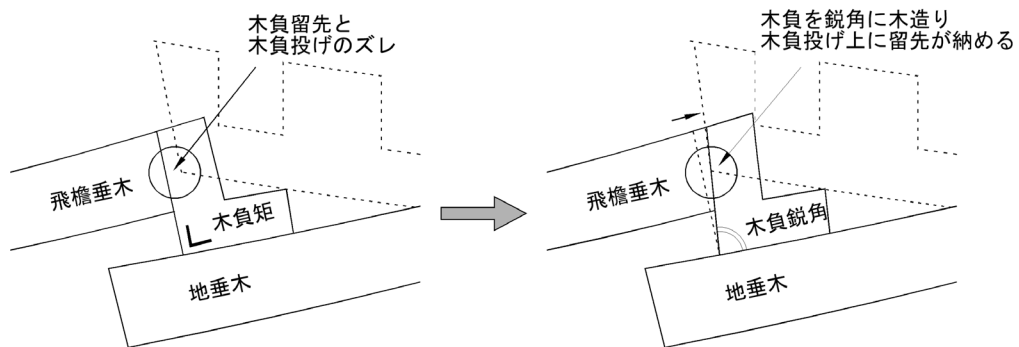 木負留先と
木負投げのズレ
飛檐垂木
木負矩
地垂木
木負を鋭角に木造り
木負投げ上に留先が納める
飛檐垂木
木負鋭角
地垂木